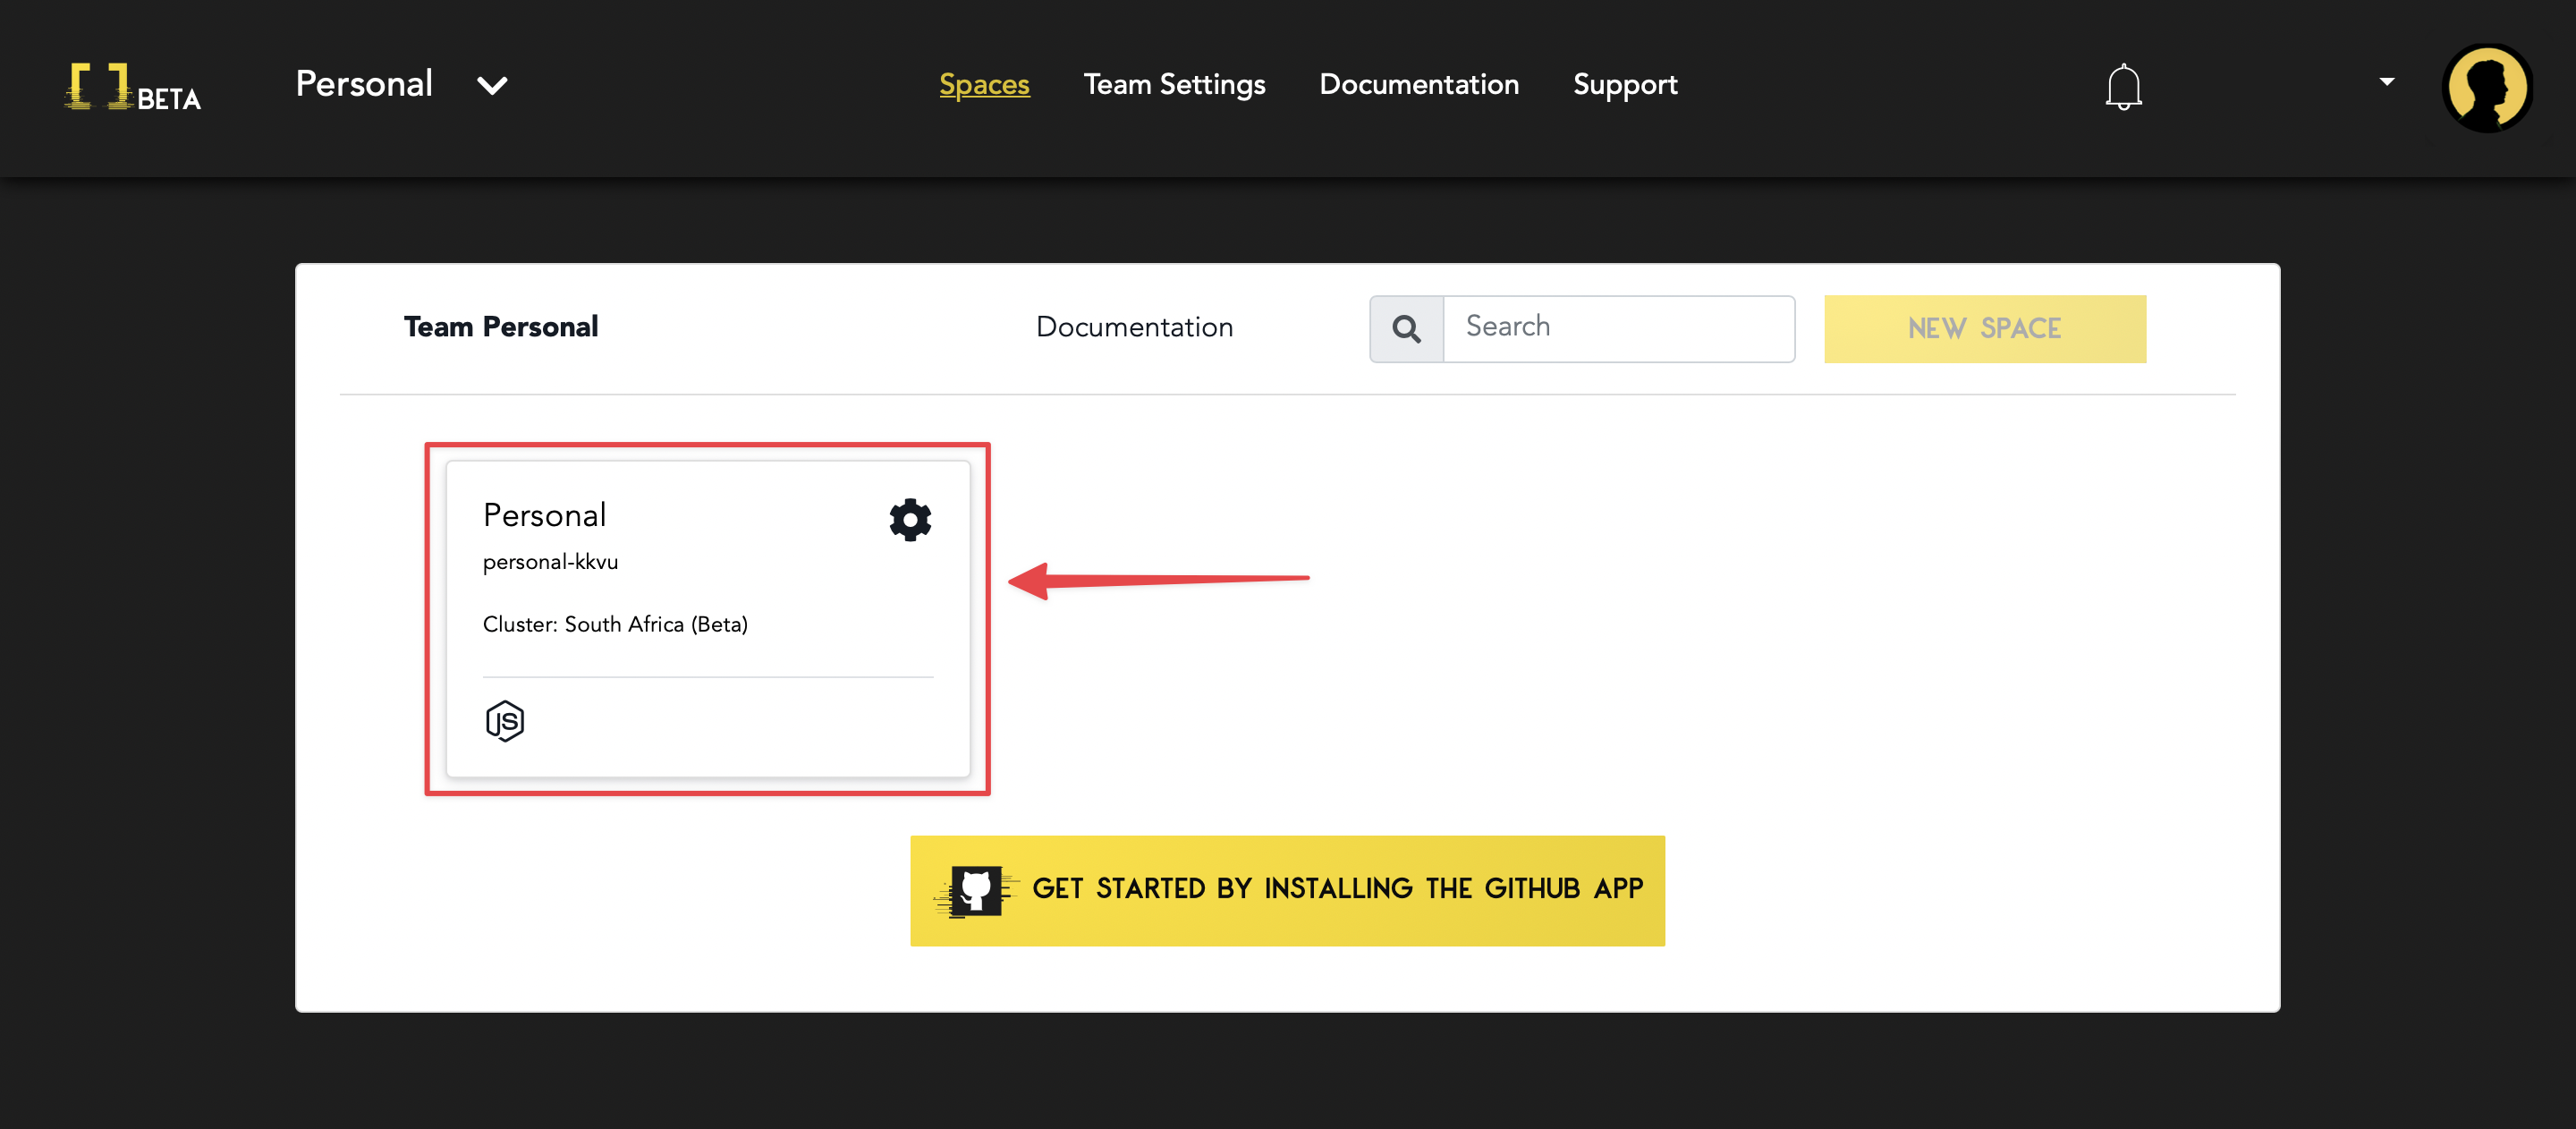 [ ] BETA
Personal
Spaces
Team Settings
Documentation
Support
Team Personal
Documentation
Search
NEW SPACE
Personal
personal-kkvu
Cluster: South Africa (Beta)
JS
GET STARTED BY INSTALLING THE GITHUB APP